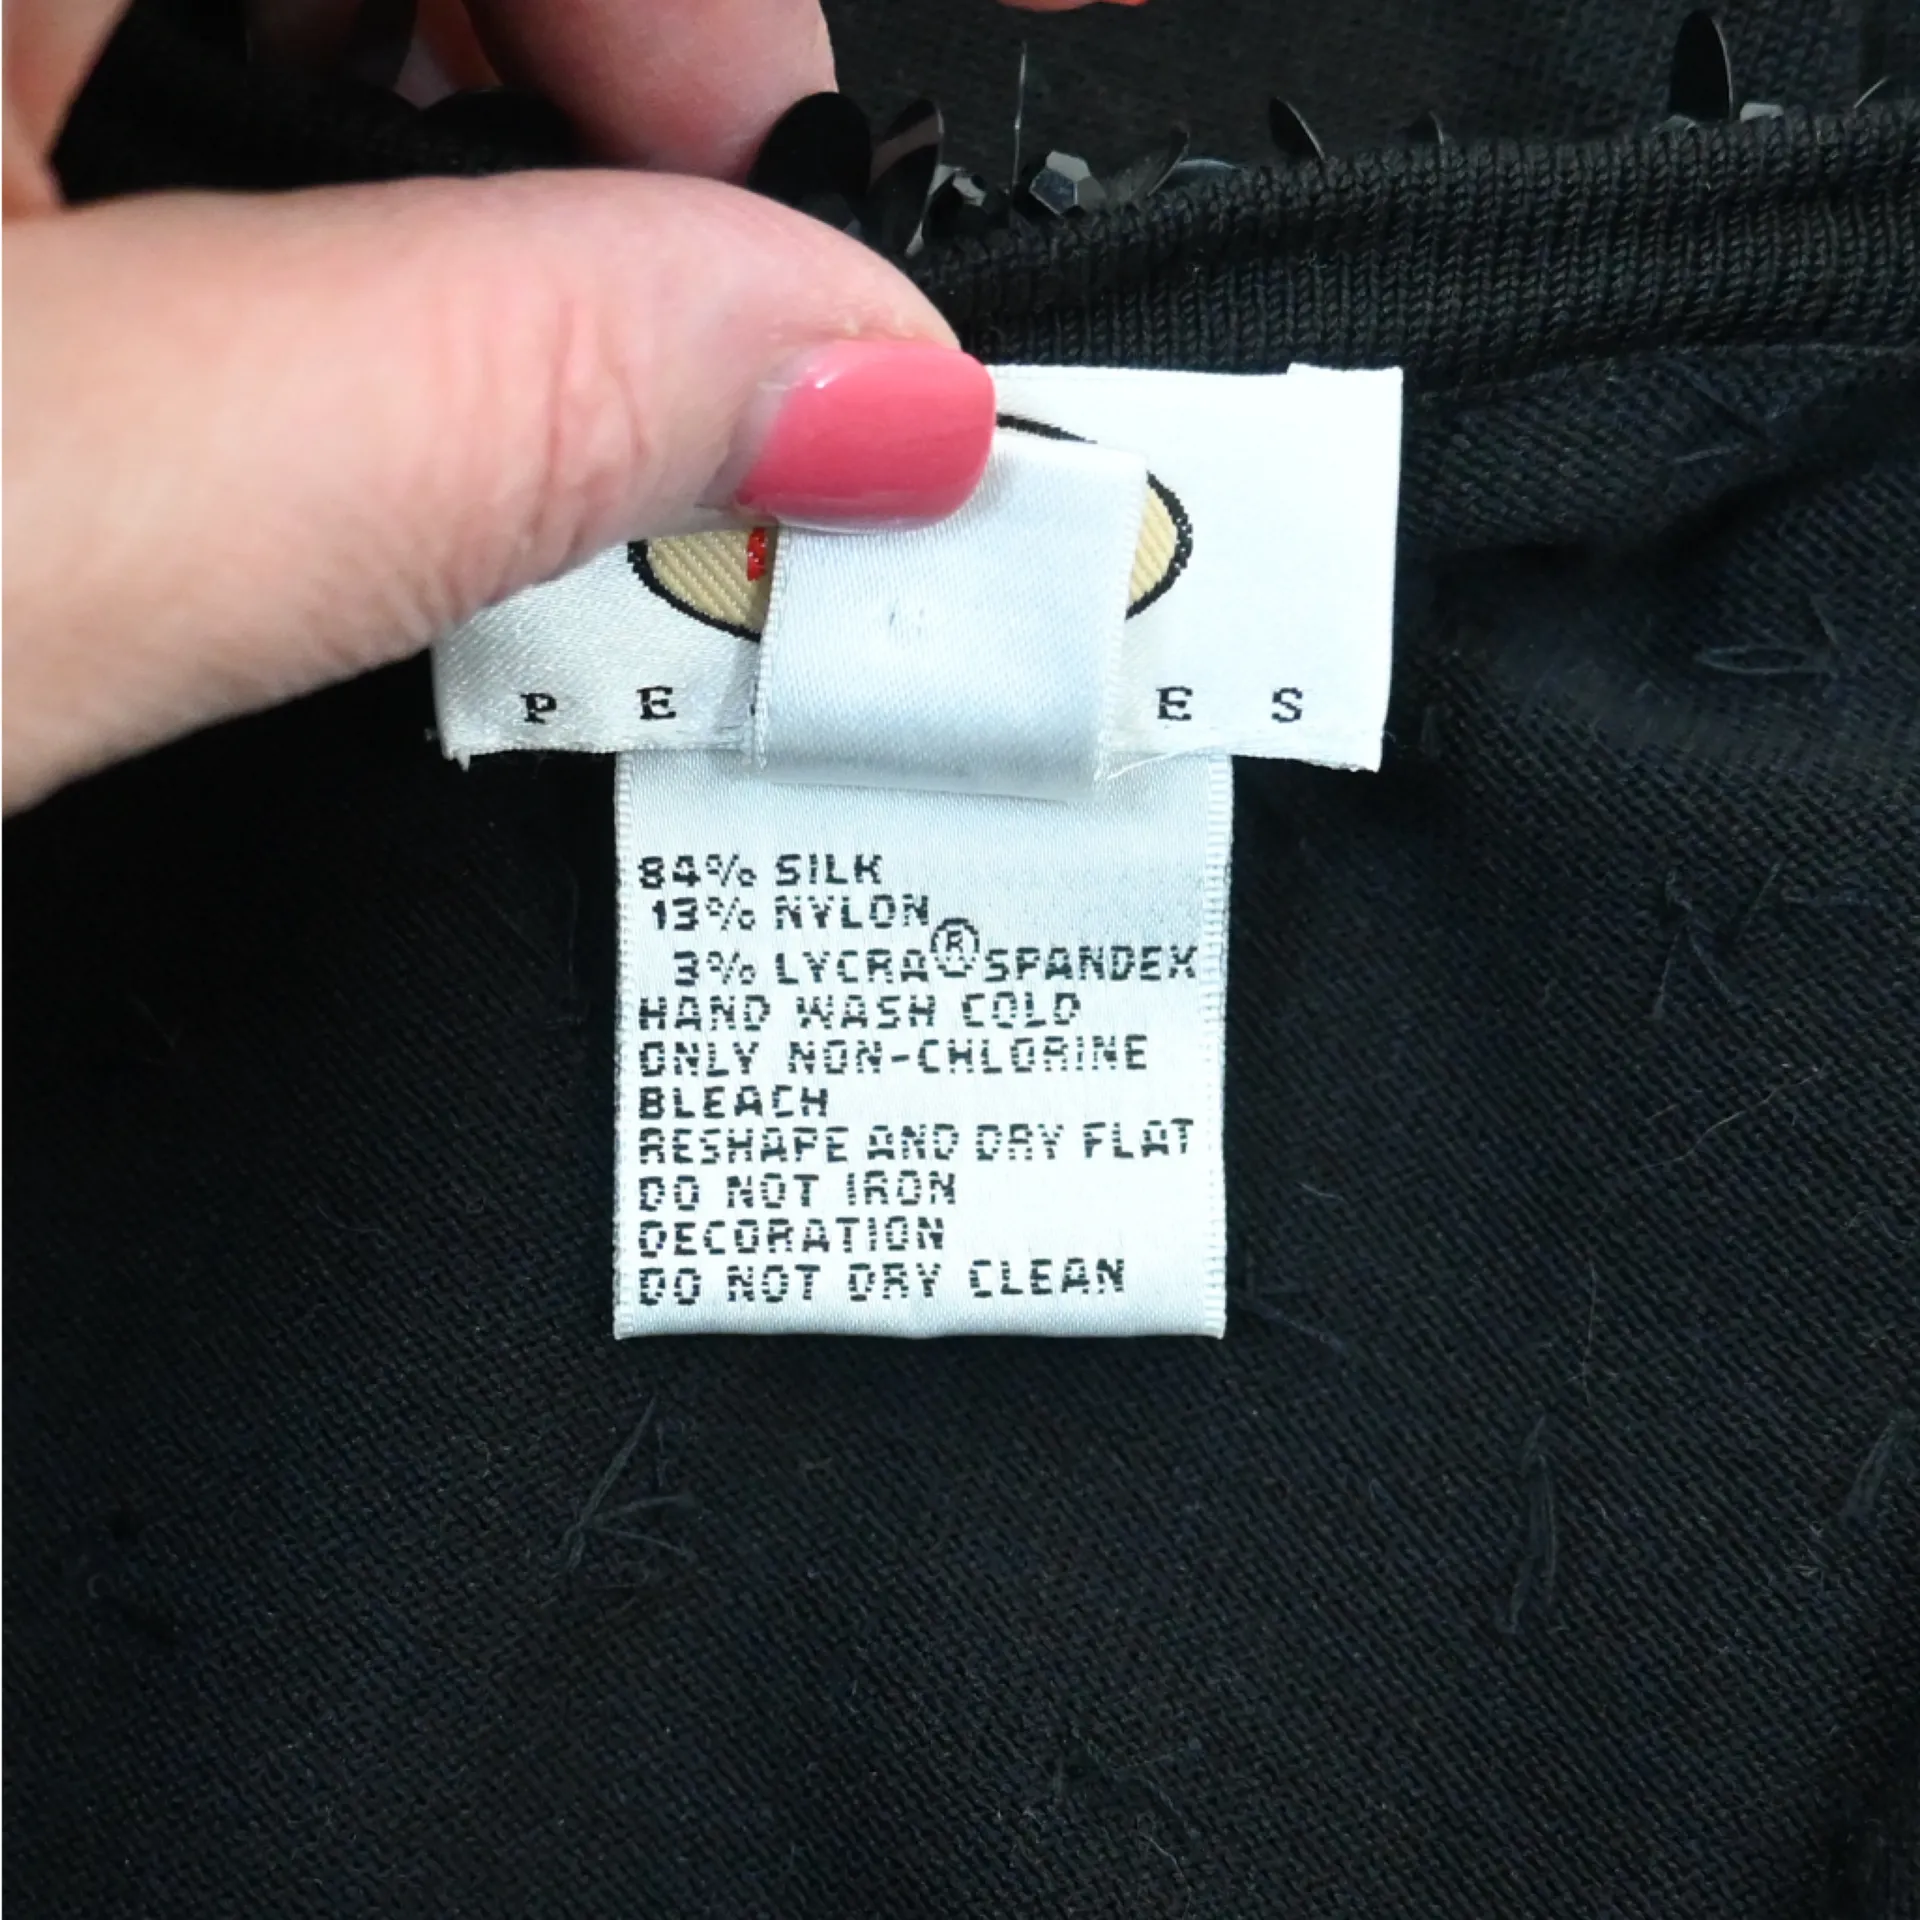 P E E S
84% SILK
13% NYLON
3% LYCRA® SPANDEX
HAND WASH COLD
ONLY NON-CHLORINE
BLEACH
RESHAPE AND DRY FLAT
DO NOT IRON
DECORATION
DO NOT DRY CLEAN